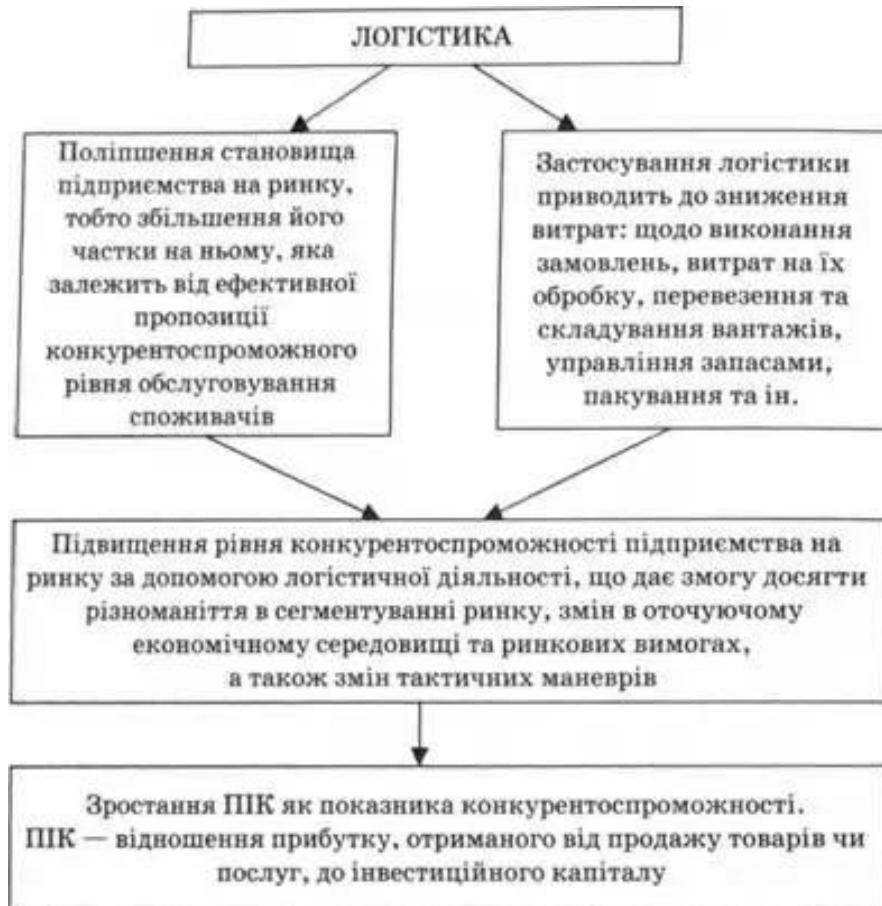 ЛОГІСТИКА
Поліпшення становища
підприємства на ринку,
тобто збільшення його
частки на ньому, яка
залежить від ефективної
пропозиції
конкурентоспроможного
рівня обслуговування
споживачів
Застосування логістики
приводить до зниження
витрат: щодо виконання
замовлень, витрат на їх
обробку, перевезення та
складування вантажів,
управління запасами,
пакування та ін.
Підвищення рівня конкурентоспроможності підприємства на
ринку за допомогою логістичної діяльності, що дає змогу досягти
різноманіття в сегментуванні ринку, змін в оточуючому
економічному середовищі та ринкових вимогах,
а також змін тактичних маневрів
Зростання ПІК як показника конкурентоспроможності.
ПІК — відношення прибутку, отриманого від продажу товарів чи
послуг, до інвестиційного капіталу